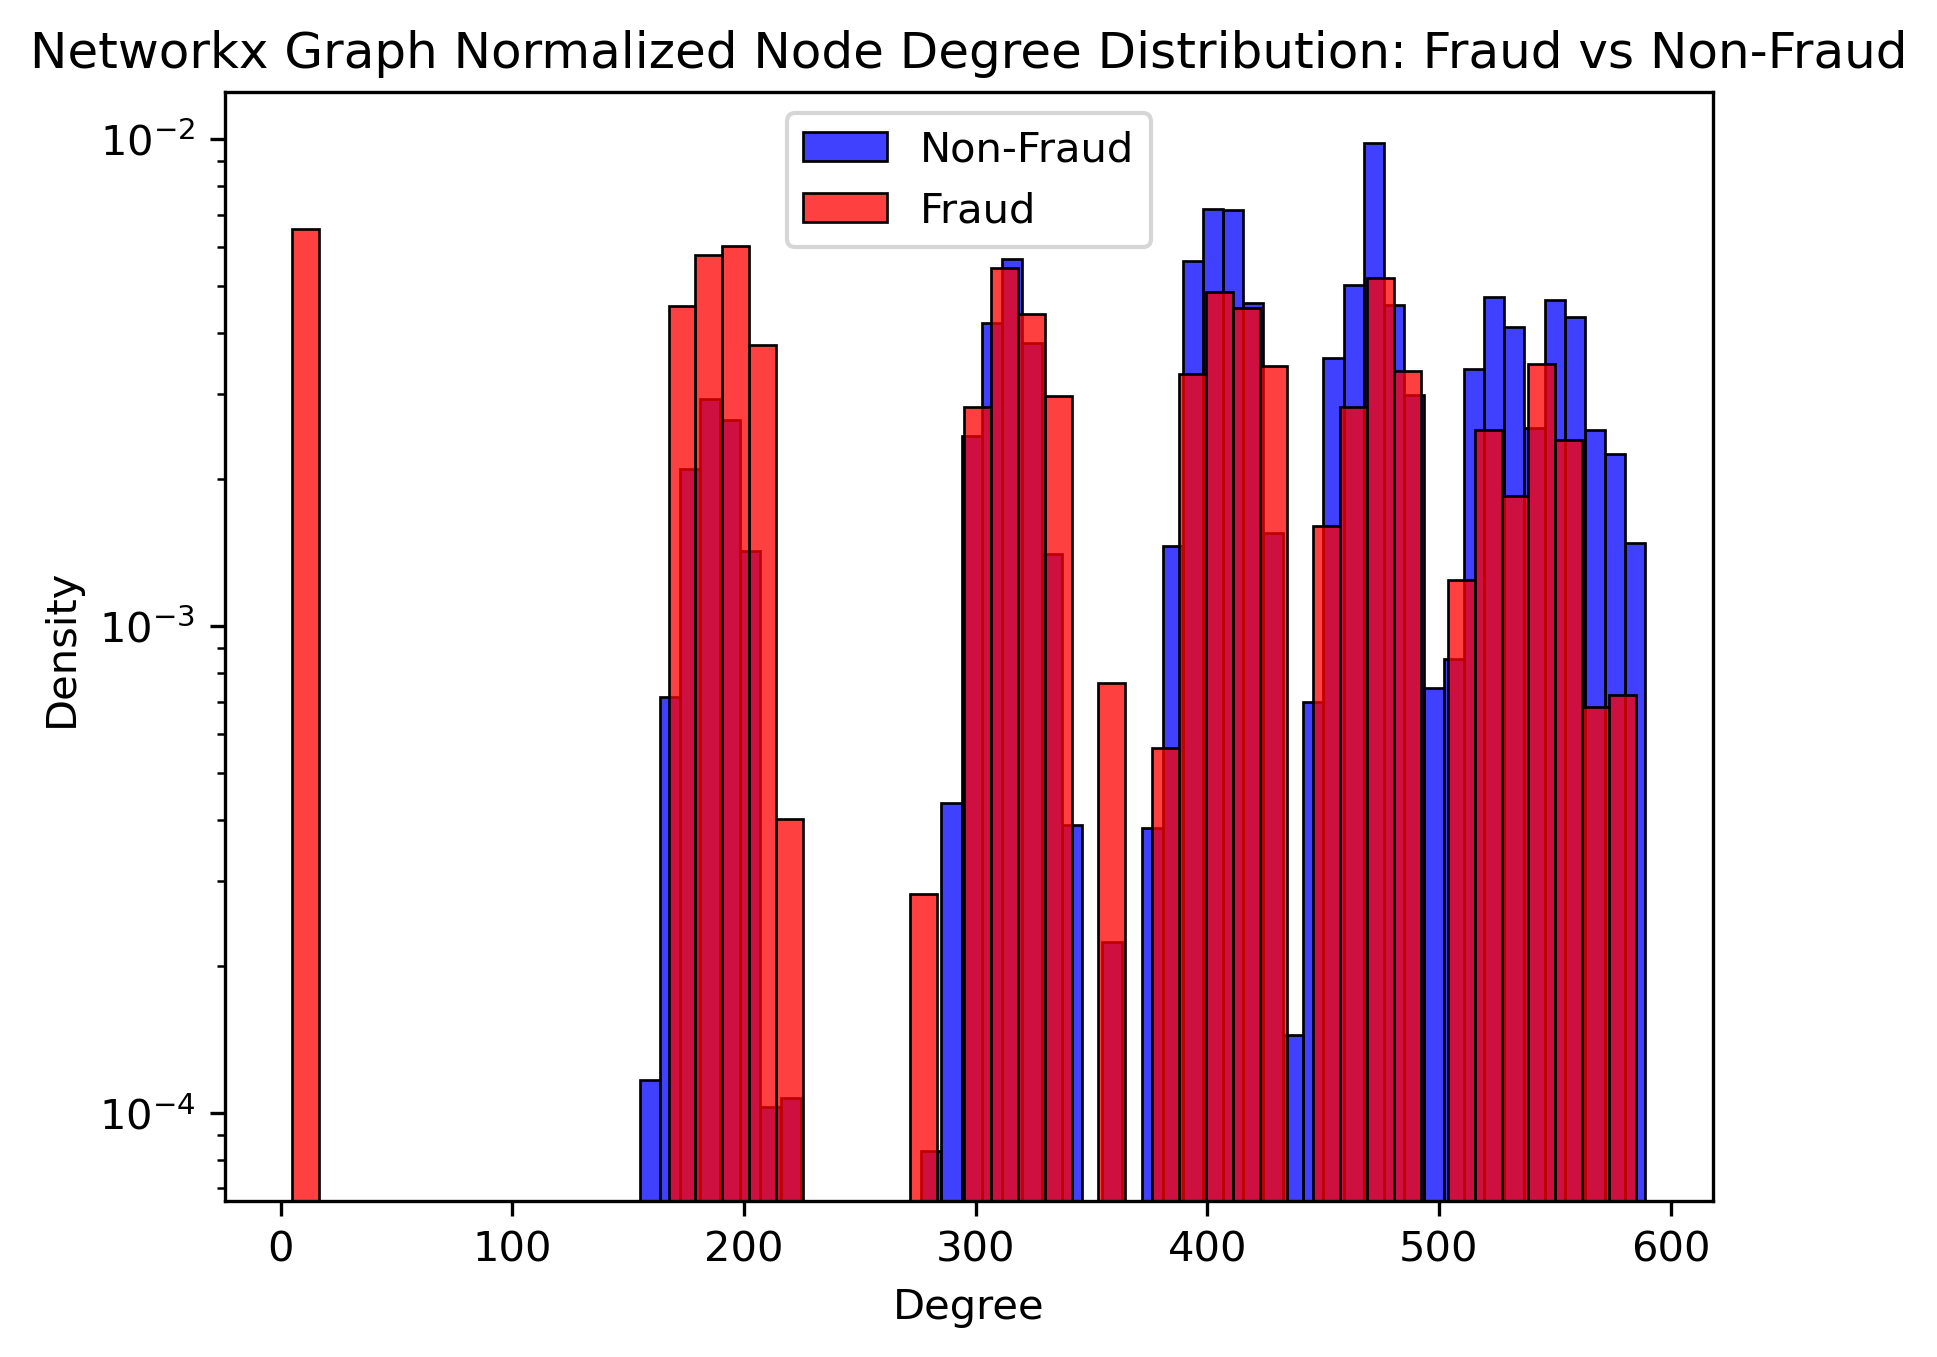 Networkx Graph Normalized Node Degree Distribution: Fraud vs Non-Fraud
Non-Fraud
Fraud
Density
10⁻²
10⁻³
10⁻⁴
0 100 200 300 400 500 600
Degree